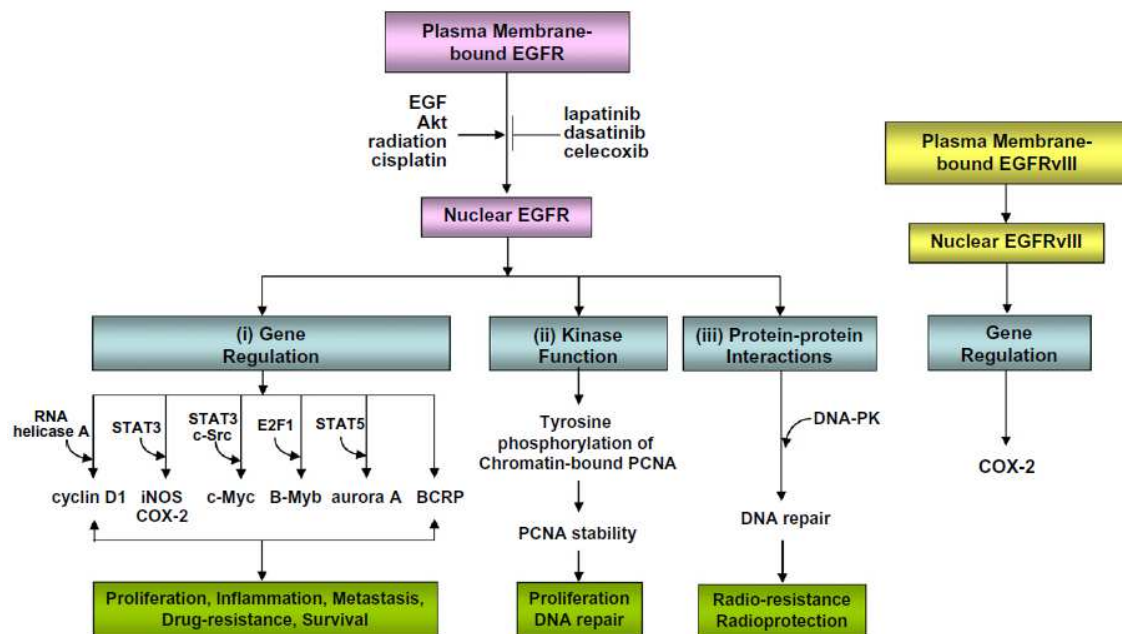 Plasma Membrane-
bound EGFR
EGF
Akt
radiation
cisplatin
lapatinib
dasatinib
celecoxib
Nuclear EGFR
Plasma Membrane-
bound EGFRvIII
Nuclear EGFRvIII
Gene
Regulation
COX-2
(i) Gene
Regulation
(ii) Kinase
Function
(iii) Protein-protein
Interactions
RNA
helicase A
STAT3
STAT3
c-Src
E2F1
STAT5
cyclin D1
iNOS
COX-2
c-Myc
B-Myb
aurora A
BCRP
Proliferation, Inflammation, Metastasis,
Drug-resistance, Survival
Tyrosine
phosphorylation of
Chromatin-bound PCNA
PCNA stability
Proliferation
DNA repair
DNA-PK
DNA repair
Radio-resistance
Radioprotection